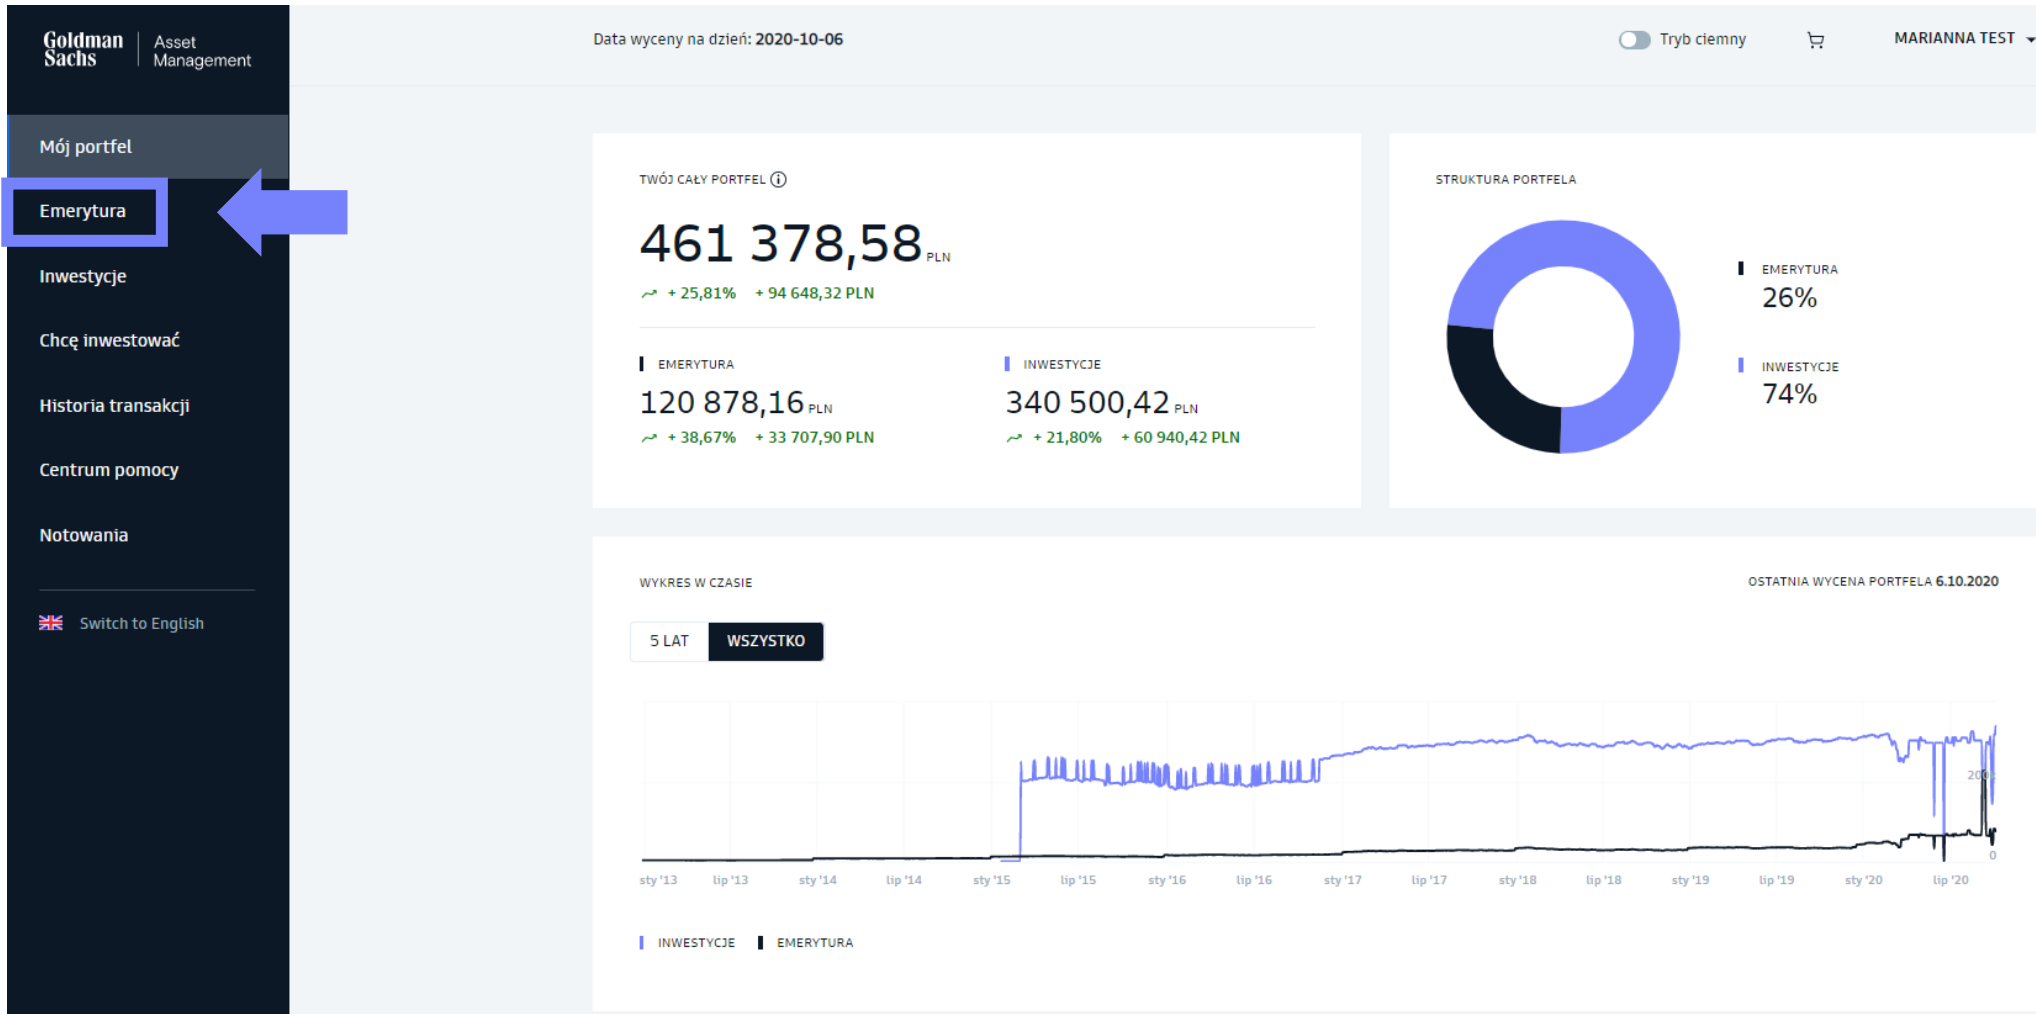 Goldman Sachs | Asset Management
Data wyceny na dzień: 2020-10-06
Tryb ciemny
MARIANNA TEST
Mój portfel
Emerytura
Inwestycje
Chcę inwestować
Historia transakcji
Centrum pomocy
Notowania
Switch to English
TWÓJ CAŁY PORTFEL
461 378,58 PLN
+ 25,81% + 94 648,32 PLN
EMERYTURA
120 878,16 PLN
+ 38,67% + 33 707,90 PLN
INWESTYCJE
340 500,42 PLN
+ 21,80% + 60 940,42 PLN
STRUKTURA PORTFELA
EMERYTURA
26%
INWESTYCJE
74%
WYKRES W CZASIE
OSTATNIA WYCENA PORTFELA 6.10.2020
5 LAT WSZYSTKO
0
sty '13 lip '13 sty '14 lip '14 sty '15 lip '15 sty '16 lip '16 sty '17 lip '17 sty '18 lip '18 sty '19 lip '19 sty '20 lip '20
INWESTYCJE EMERYTURA